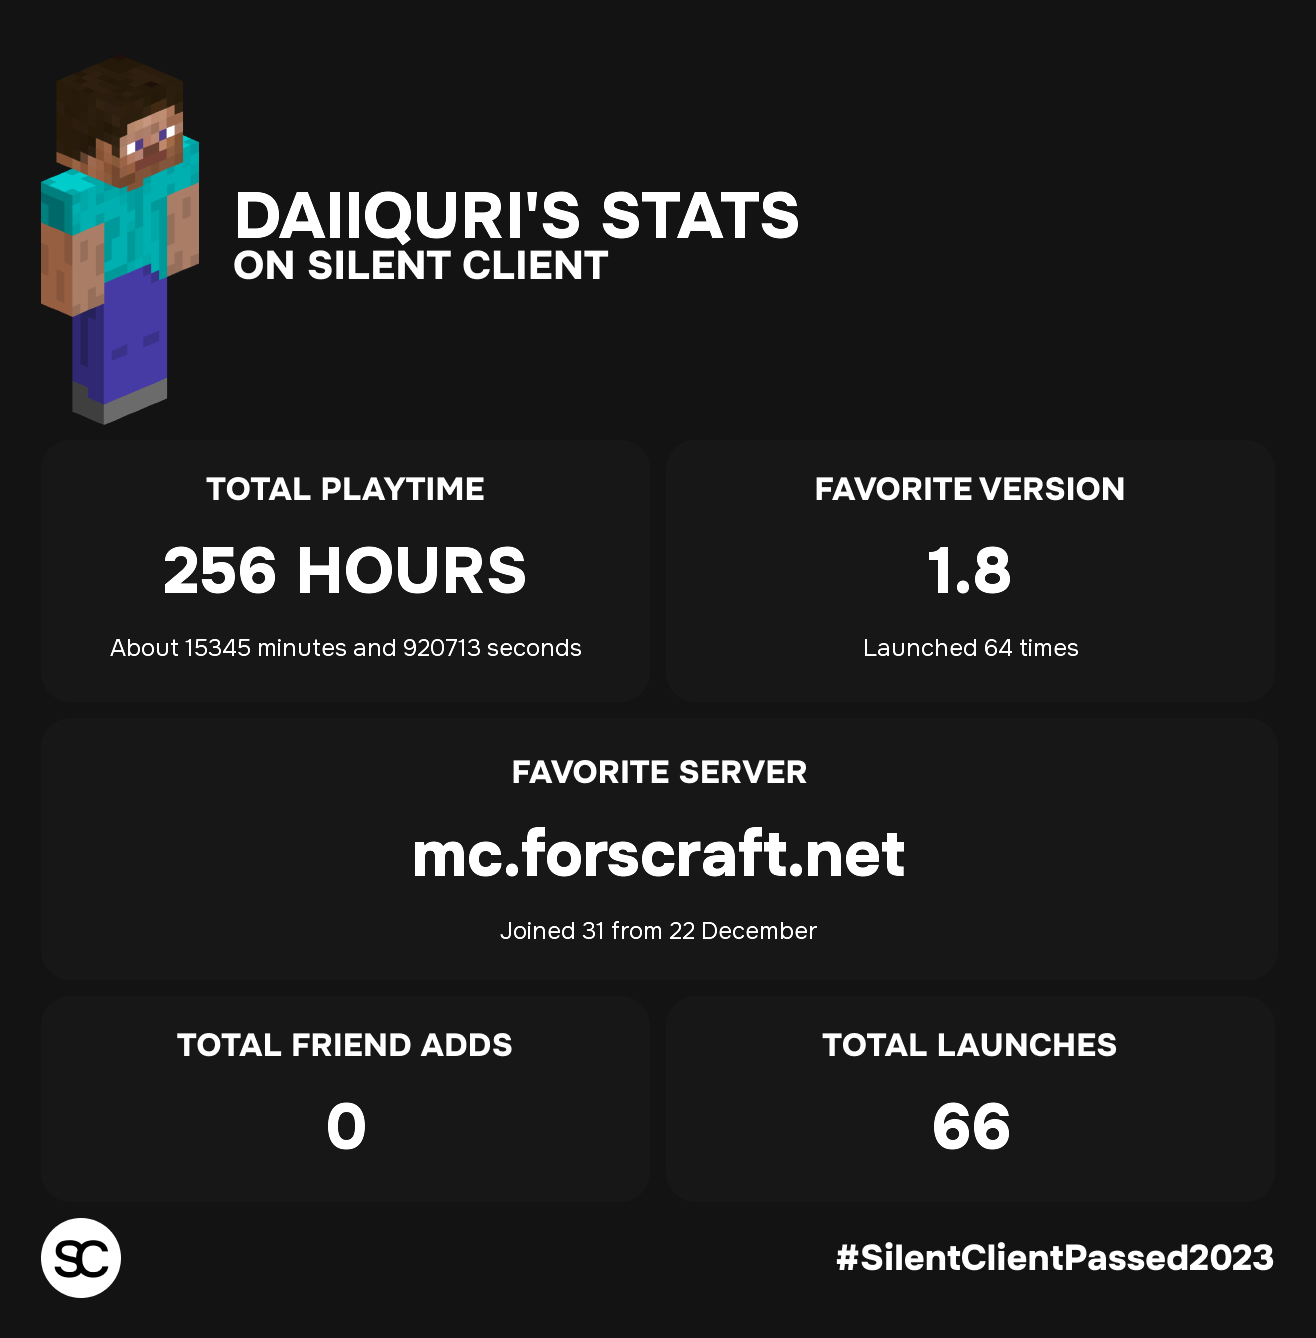 DAIIQURI'S STATS
ON SILENT CLIENT
TOTAL PLAYTIME
256 HOURS
About 15345 minutes and 920713 seconds
FAVORITE VERSION
1.8
Launched 64 times
FAVORITE SERVER
mc.forscraft.net
Joined 31 from 22 December
TOTAL FRIEND ADDS
0
TOTAL LAUNCHES
66
SC
#SilentClientPassed2023